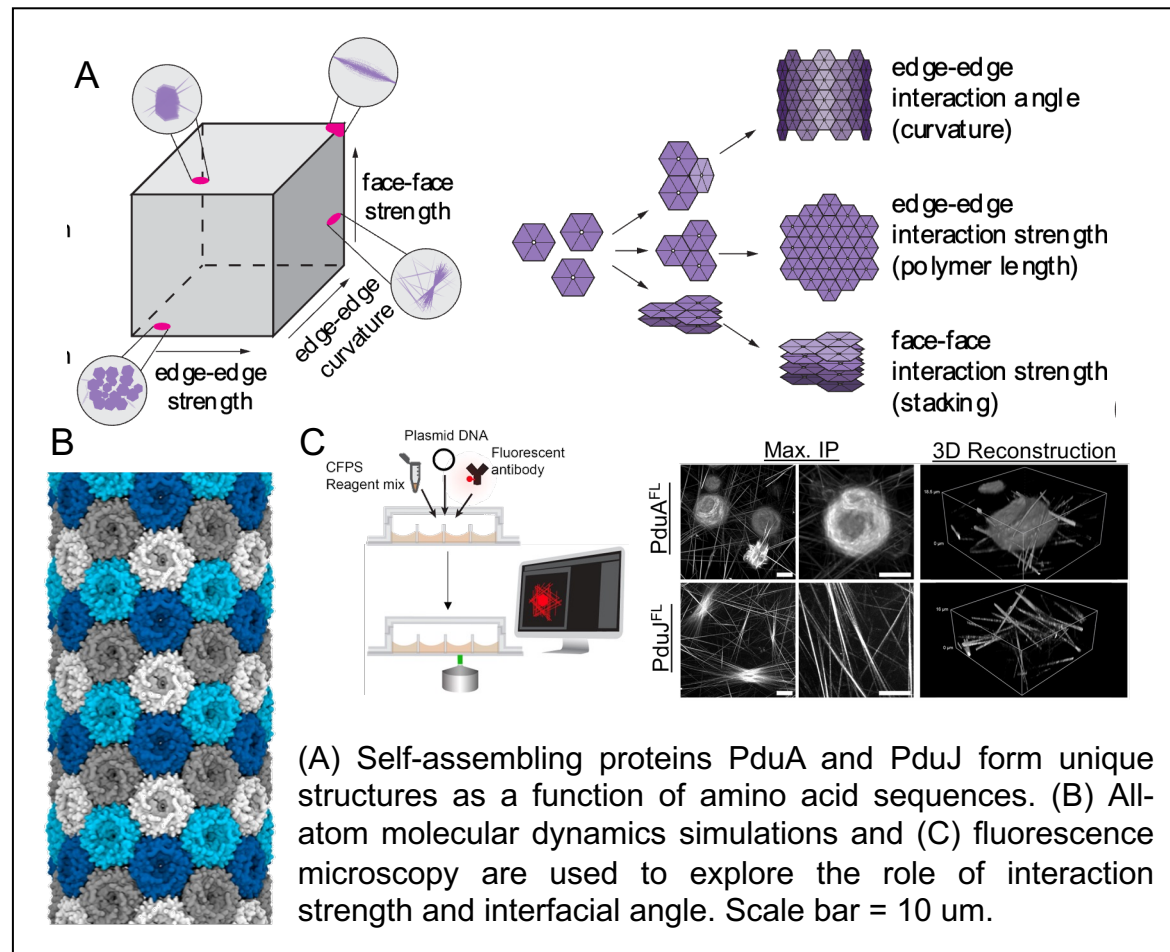 A
face-face
strength
edge-edge
curvature
edge-edge
strength
edge-edge
interaction angle
(curvature)
edge-edge
interaction strength
(polymer length)
face-face
interaction strength
(stacking)
B
C
Plasmid DNA
CFPS
Reagent mix
Fluorescent
antibody
Max. IP
3D Reconstruction
PduA^FL
PduJ^FL
0 µm
0 µm
(A) Self-assembling proteins PduA and PduJ form unique
structures as a function of amino acid sequences. (B) All-
atom molecular dynamics simulations and (C) fluorescence
microscopy are used to explore the role of interaction
strength and interfacial angle. Scale bar = 10 um.